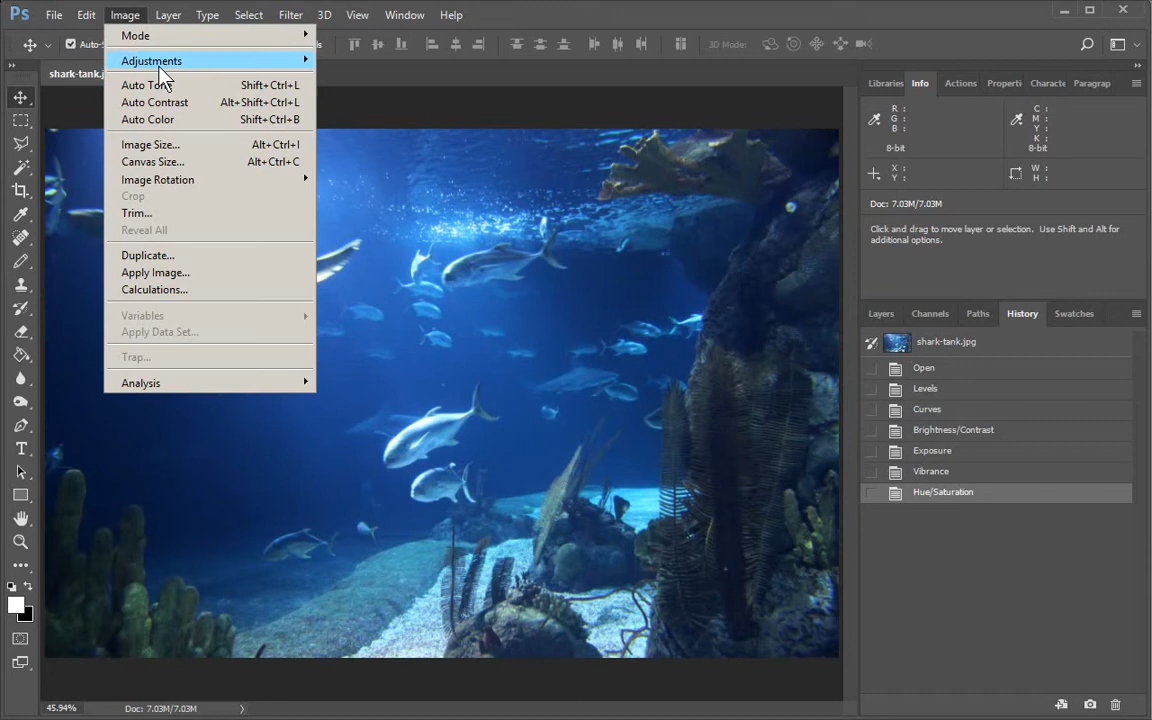 Ps File Edit Image Layer Type Select Filter 3D View Window Help
Auto-S
3D Mode:
shark-tank.j
Mode
Adjustments
Auto Tone Shift+Ctrl+L
Auto Contrast Alt+Shift+Ctrl+L
Auto Color Shift+Ctrl+B
Image Size... Alt+Ctrl+I
Canvas Size... Alt+Ctrl+C
Image Rotation
Crop
Trim...
Reveal All
Duplicate...
Apply Image...
Calculations...
Variables
Apply Data Set...
Trap...
Analysis
Libraries Info Actions Properti Characte Paragrap
R : C :
G : M :
B : Y :
K :
8-bit 8-bit
X : W :
Y : H :
Doc: 7.03M/7.03M
Click and drag to move layer or selection. Use Shift and Alt for
additional options.
Layers Channels Paths History Swatches
shark-tank.jpg
Open
Levels
Curves
Brightness/Contrast
Exposure
Vibrance
Hue/Saturation
45.94% Doc: 7.03M/7.03M